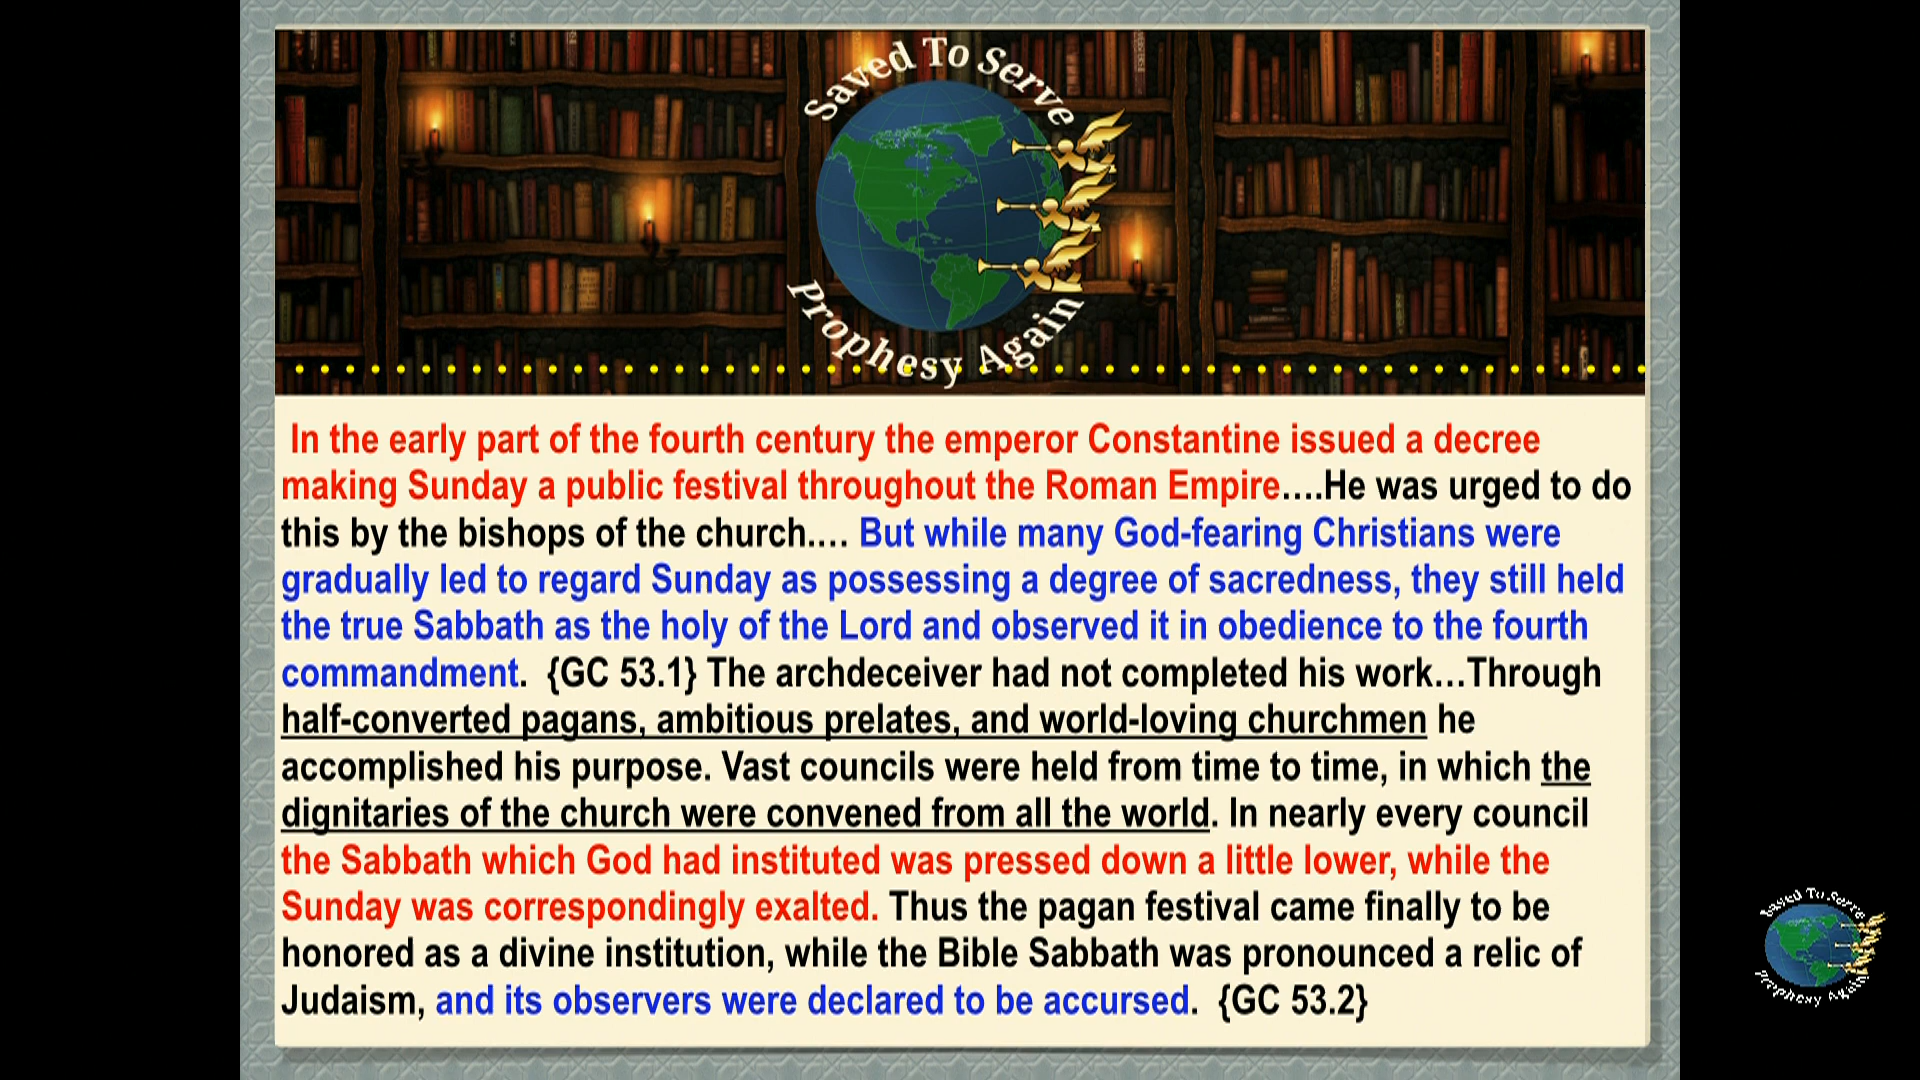 Saved To Serve
Prophesy Again
In the early part of the fourth century the emperor Constantine issued a decree
making Sunday a public festival throughout the Roman Empire....He was urged to do
this by the bishops of the church.... But while many God-fearing Christians were
gradually led to regard Sunday as possessing a degree of sacredness, they still held
the true Sabbath as the holy of the Lord and observed it in obedience to the fourth
commandment.  {GC 53.1} The archdeceiver had not completed his work…Through
half-converted pagans, ambitious prelates, and world-loving churchmen he
accomplished his purpose. Vast councils were held from time to time, in which the
dignitaries of the church were convened from all the world. In nearly every council
the Sabbath which God had instituted was pressed down a little lower, while the
Sunday was correspondingly exalted. Thus the pagan festival came finally to be
honored as a divine institution, while the Bible Sabbath was pronounced a relic of
Judaism, and its observers were declared to be accursed.  {GC 53.2}
Saved To Serve
Prophesy Again